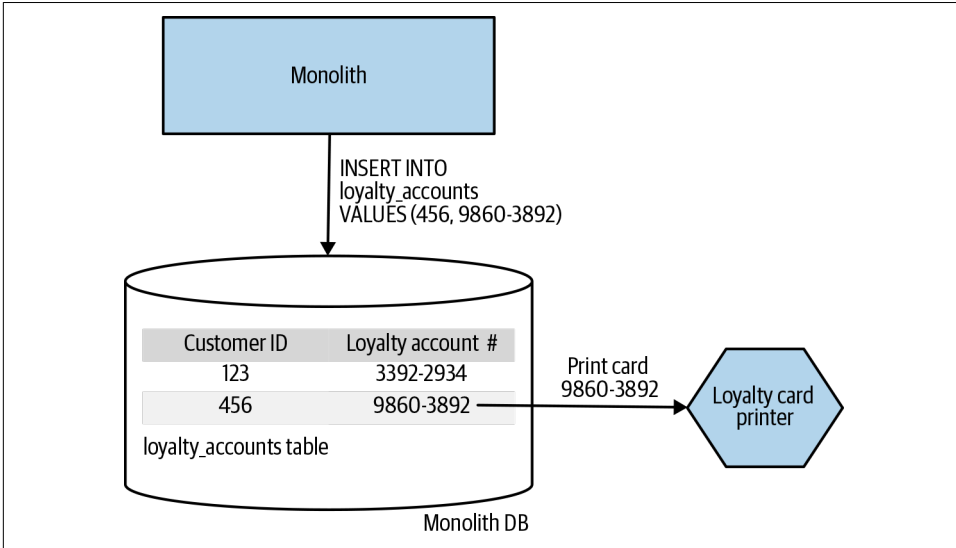 Monolith
INSERT INTO
loyalty_accounts
VALUES (456, 9860-3892)
Customer ID Loyalty account #
123 3392-2934
456 9860-3892
loyalty_accounts table
Print card
9860-3892
Loyalty card
printer
Monolith DB